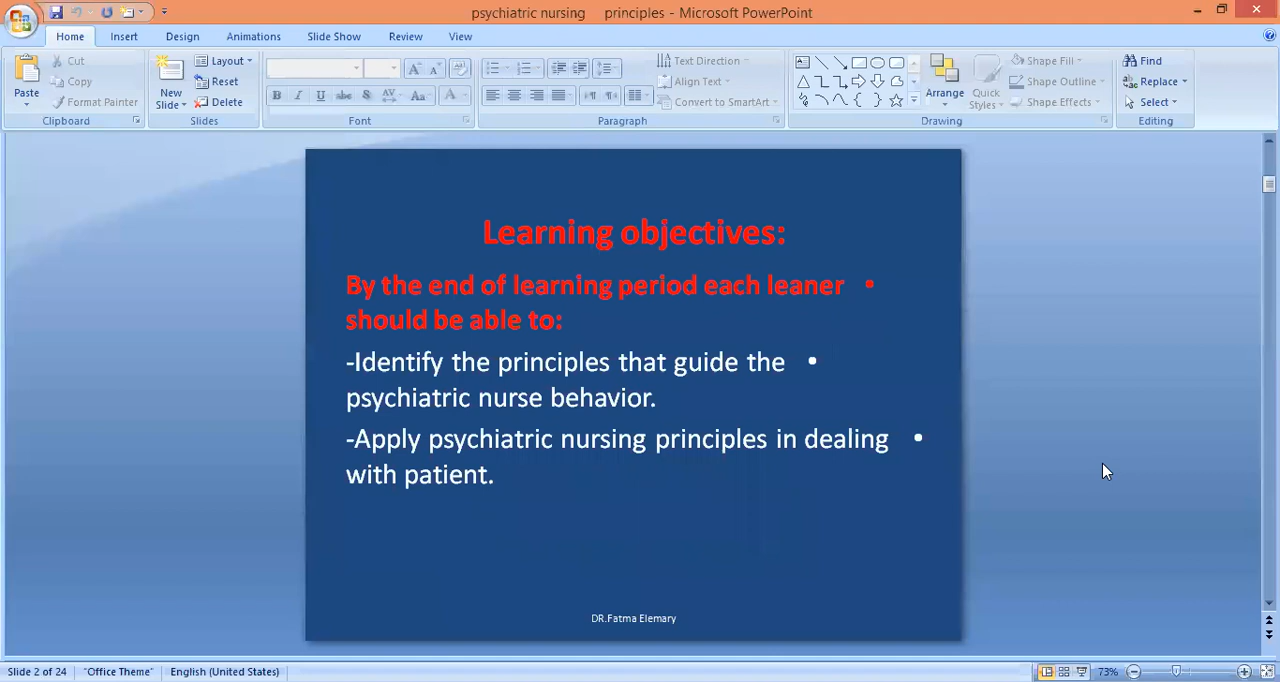 psychiatric nursing principles - Microsoft PowerPoint
Home Insert Design Animations Slide Show Review View
Paste
Cut
Copy
Format Painter
Clipboard
New Slide
Layout
Reset
Delete
Slides
B I U abc S AV Aa A
Font
Text Direction
Align Text
Convert to SmartArt
Paragraph
Arrange
Quick Styles
Shape Fill
Shape Outline
Shape Effects
Drawing
Find
Replace
Select
Editing
Learning objectives:
By the end of learning period each leaner •
should be able to:
-Identify the principles that guide the •
psychiatric nurse behavior.
-Apply psychiatric nursing principles in dealing •
with patient.
DR.Fatma Elemary
Slide 2 of 24 "Office Theme" English (United States) 73%